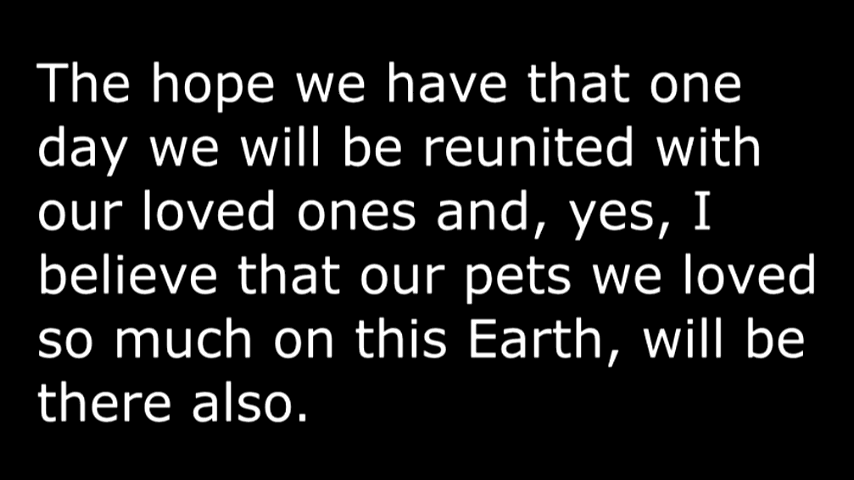 The hope we have that one
day we will be reunited with
our loved ones and, yes, I
believe that our pets we loved
so much on this Earth, will be
there also.